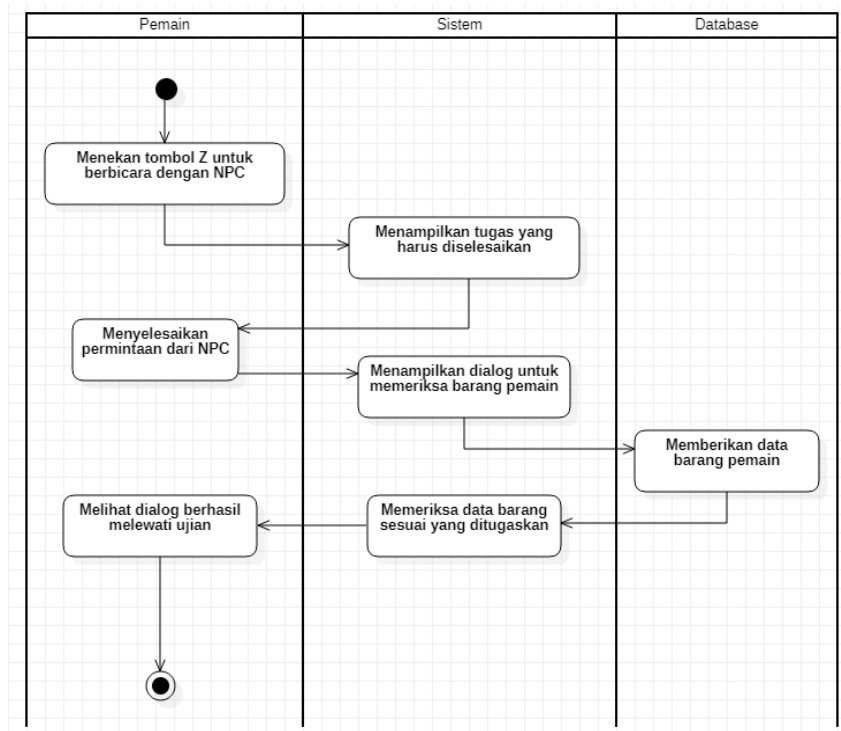 Pemain
Sistem
Database
Menekan tombol Z untuk
berbicara dengan NPC
Menampilkan tugas yang
harus diselesaikan
Menyelesaikan
permintaan dari NPC
Menampilkan dialog untuk
memeriksa barang pemain
Memberikan data
barang pemain
Memeriksa data barang
sesuai yang ditugaskan
Melihat dialog berhasil
melewati ujian